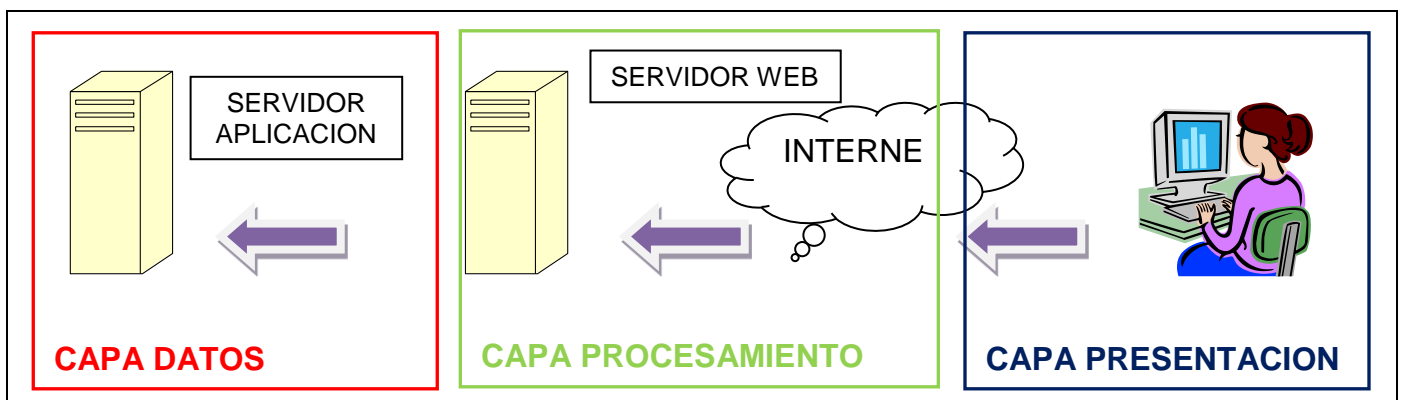 SERVIDOR
APLICACION
SERVIDOR WEB
INTERNE
CAPA DATOS
CAPA PROCESAMIENTO
CAPA PRESENTACION